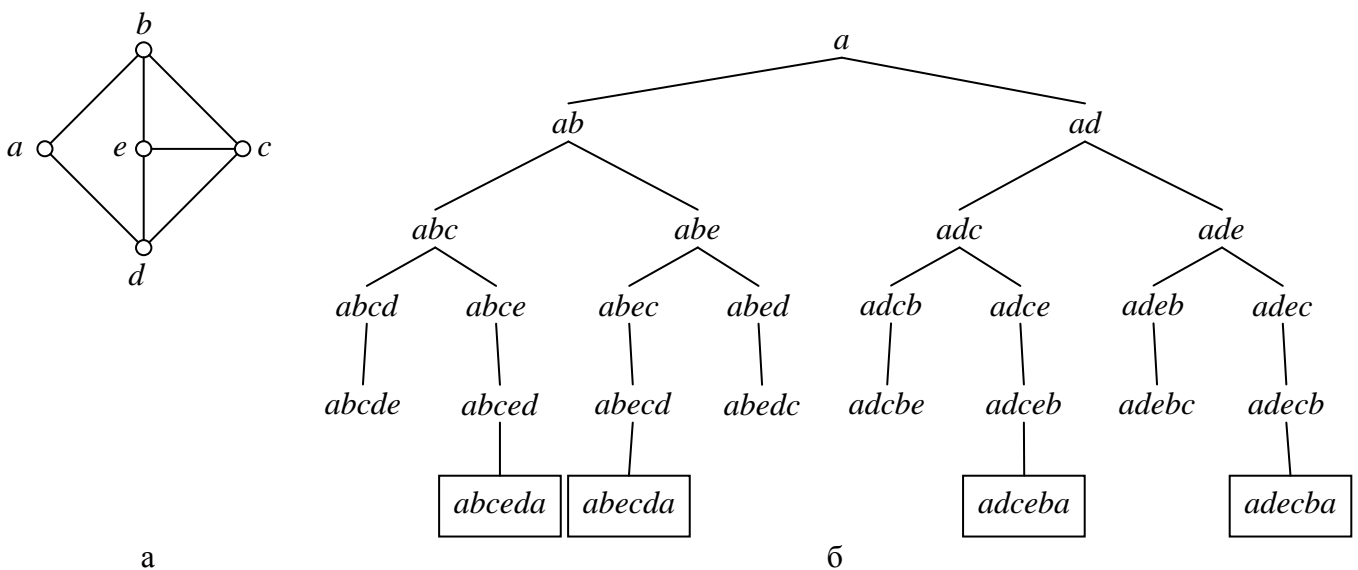 b
a e c
d
a
ab ad
abc abe adc ade
abcd abce abec abed adcb adce adeb adec
abcde abced abecd abedc adcbe adceb adebc adecb
abceda abecda adceba adecba
а б